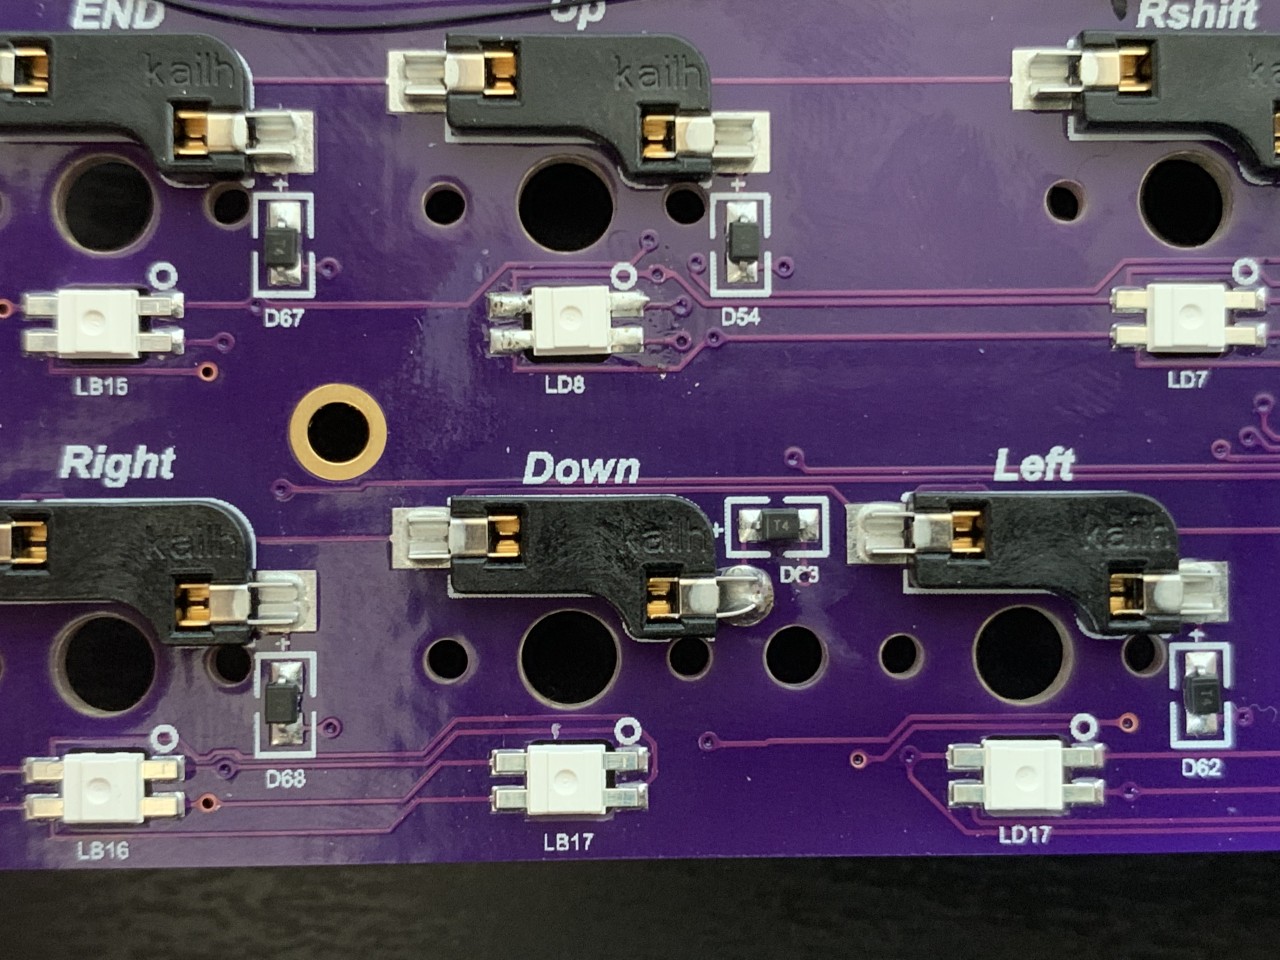 END
Up
Rshift
kailh
kailh
+
+
D67
D54
LB15
LD8
LD7
Right
Down
Left
kailh
kailh
kailh
+
T4
D63
+
+
T4
D68
D62
LB16
LB17
LD17